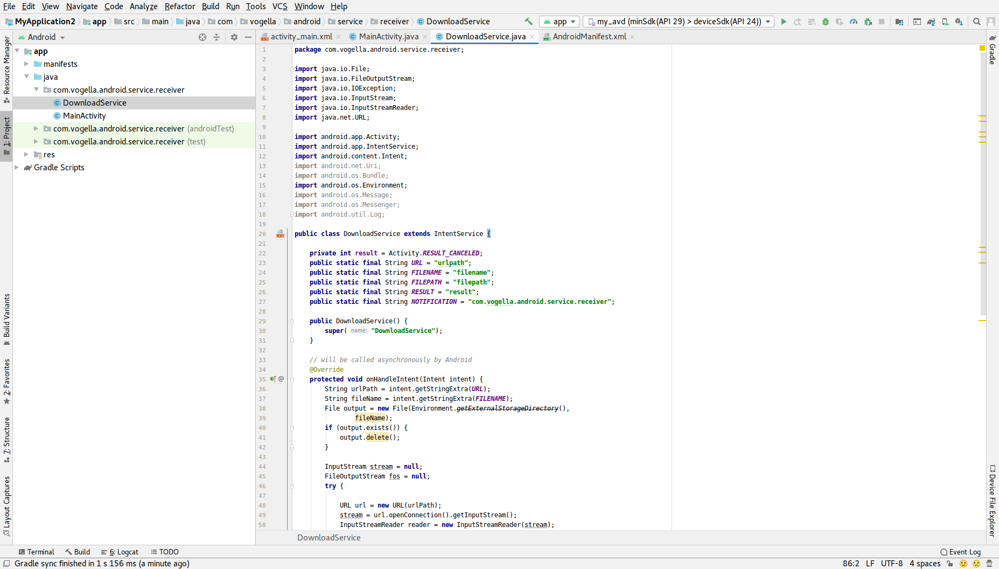 File Edit View Navigate Code Analyze Refactor Build Run Tools VCS Window Help
MyApplication2 app src main java com vogella android service receiver DownloadService app my_avd (minSdk(API 29) > deviceSdk(API 24))
Android
activity_main.xml MainActivity.java DownloadService.java AndroidManifest.xml
Resource Manager
1: Project
Build Variants
2: Favorites
7: Structure
Layout Captures
app
manifests
java
com.vogella.android.service.receiver
DownloadService
MainActivity
com.vogella.android.service.receiver (androidTest)
com.vogella.android.service.receiver (test)
res
Gradle Scripts
1 package com.vogella.android.service.receiver;
2
3 import java.io.File;
4 import java.io.FileOutputStream;
5 import java.io.IOException;
6 import java.io.InputStream;
7 import java.io.InputStreamReader;
8 import java.net.URL;
9
10 import android.app.Activity;
11 import android.app.IntentService;
12 import android.content.Intent;
13 import android.net.Uri;
14 import android.os.Bundle;
15 import android.os.Environment;
16 import android.os.Message;
17 import android.os.Messenger;
18 import android.util.Log;
19
20 public class DownloadService extends IntentService {
21
22 private int result = Activity.RESULT_CANCELED;
23 public static final String URL = "urlpath";
24 public static final String FILENAME = "filename";
25 public static final String FILEPATH = "filepath";
26 public static final String RESULT = "result";
27 public static final String NOTIFICATION = "com.vogella.android.service.receiver";
28
29 public DownloadService() {
30 super( name: "DownloadService");
31 }
32
33 // will be called asynchronously by Android
34 @Override
35 @ protected void onHandleIntent(Intent intent) {
36 String urlPath = intent.getStringExtra(URL);
37 String fileName = intent.getStringExtra(FILENAME);
38 File output = new File(Environment.getExternalStorageDirectory(),
39 fileName);
40 if (output.exists()) {
41 output.delete();
42 }
43
44 InputStream stream = null;
45 FileOutputStream fos = null;
46 try {
47
48 URL url = new URL(urlPath);
49 stream = url.openConnection().getInputStream();
50 InputStreamReader reader = new InputStreamReader(stream);
DownloadService
Gradle
Device File Explorer
Terminal Build 6: Logcat TODO Event Log
Gradle sync finished in 1 s 156 ms (a minute ago) 86:2 LF UTF-8 4 spaces